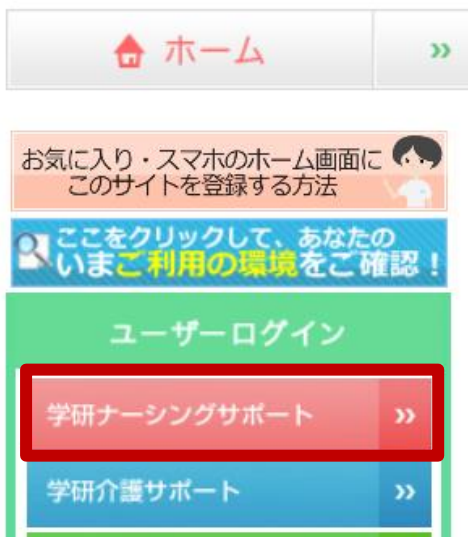 ホーム »
お気に入り・スマホのホーム画面に
このサイトを登録する方法
ここをクリックして、あなたの
いまご利用の環境をご確認！
ユーザーログイン
学研ナーシングサポート »
学研介護サポート »